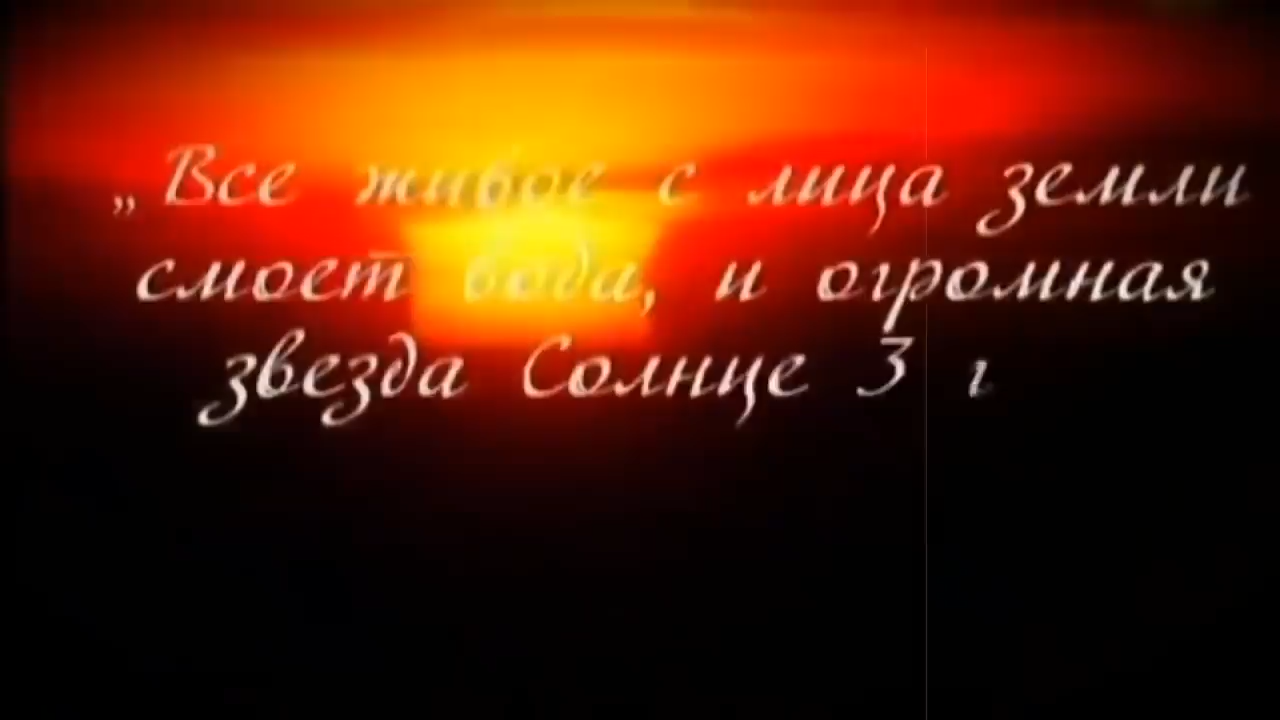 „Все живое с лица земли
смоет вода, и огромная
звезда Солнце 3 г